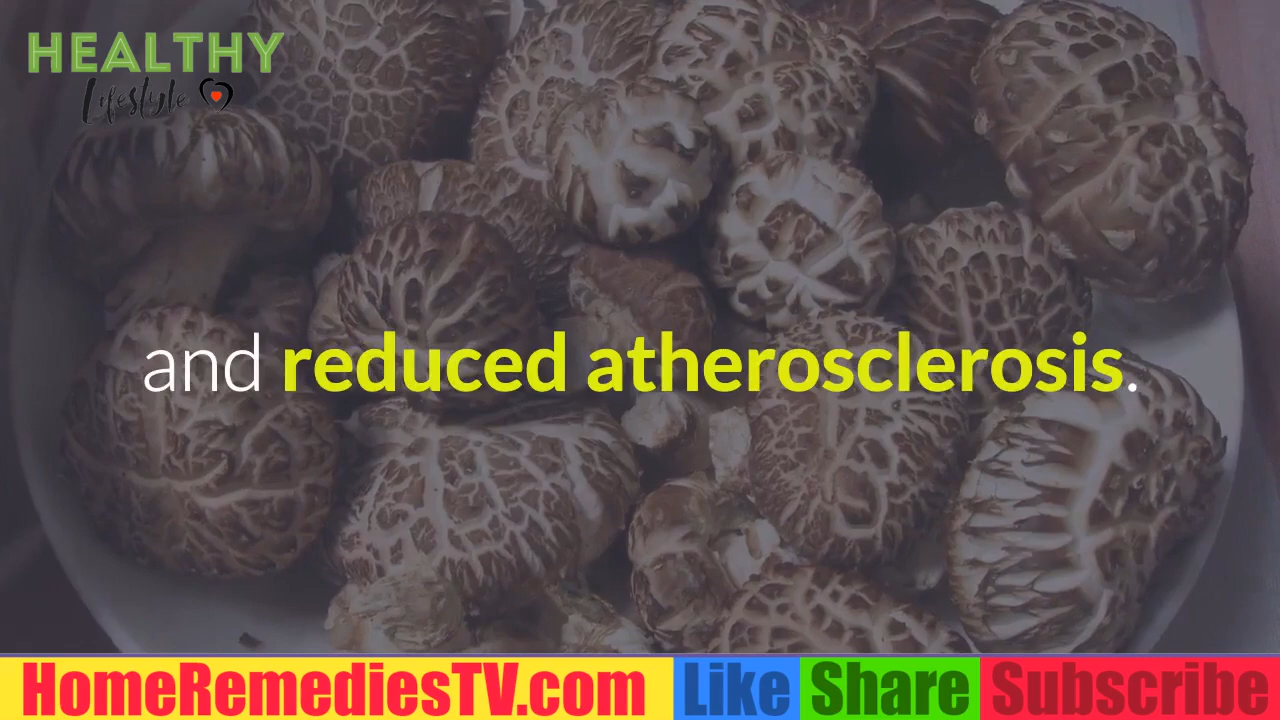 HEALTHY
Lifestyle
and reduced atherosclerosis.
HomeRemediesTV.com Like Share Subscribe